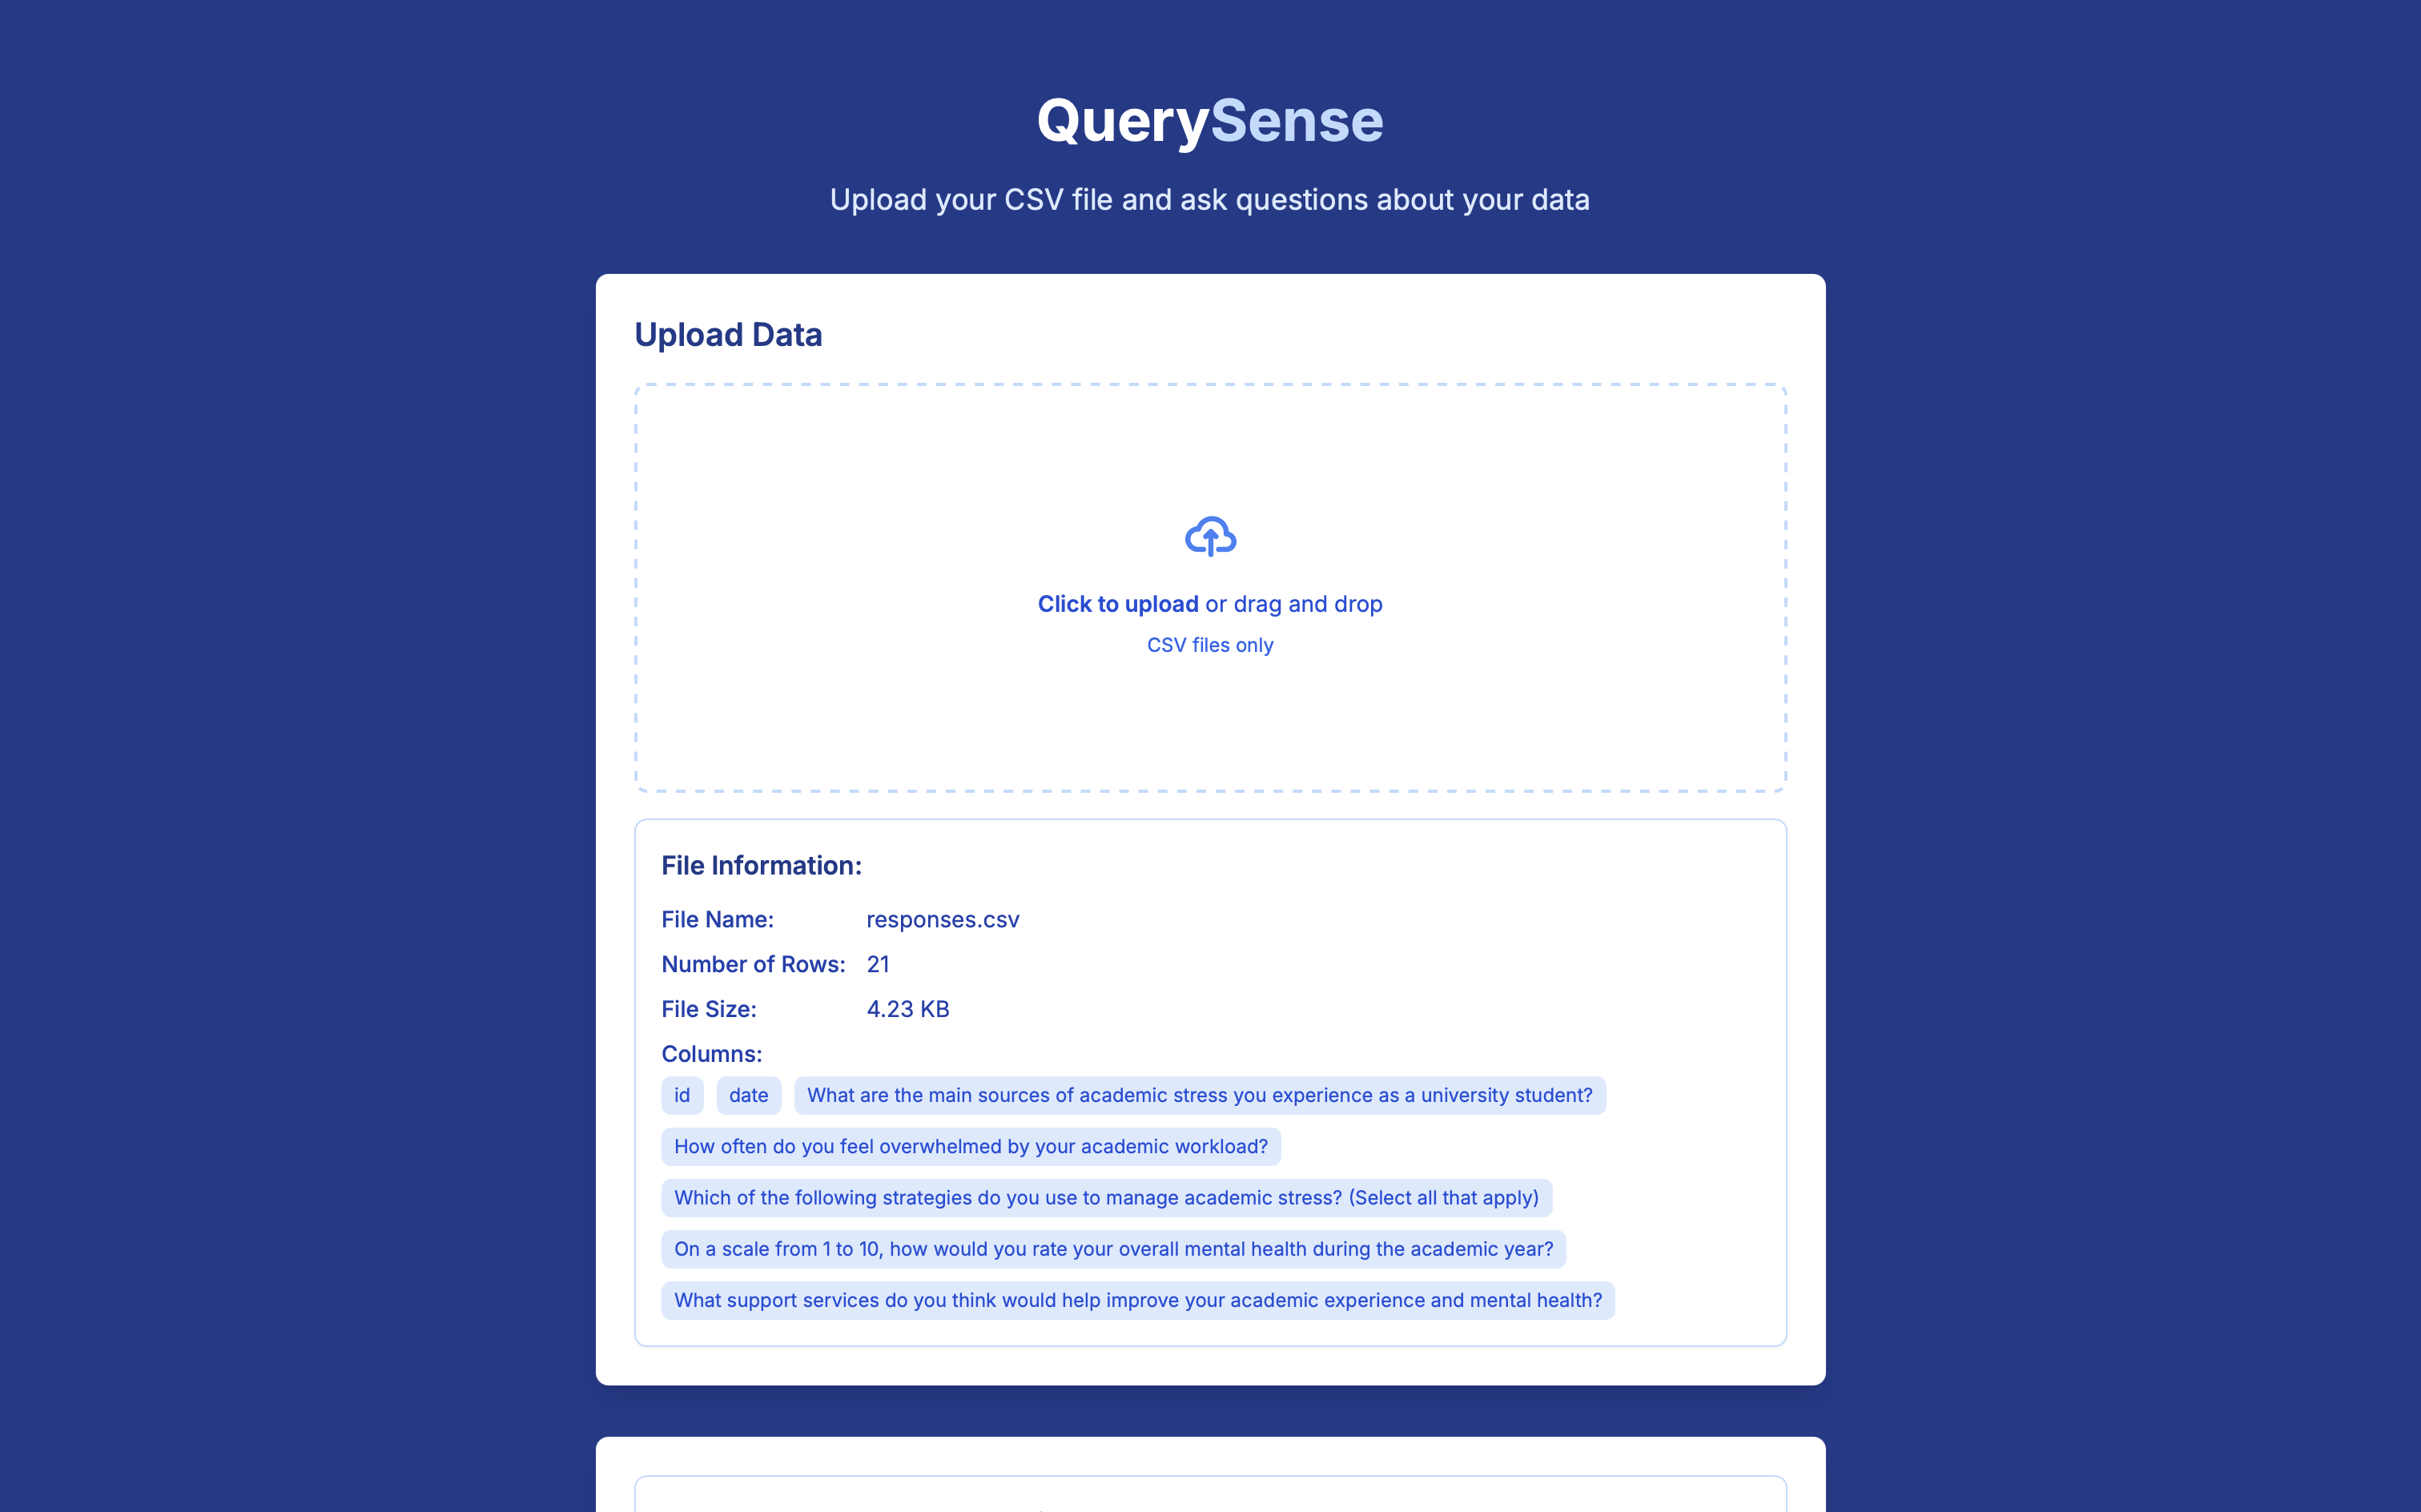 QuerySense
Upload your CSV file and ask questions about your data
Upload Data
Click to upload or drag and drop
CSV files only
File Information:
File Name: responses.csv
Number of Rows: 21
File Size: 4.23 KB
Columns:
id date What are the main sources of academic stress you experience as a university student?
How often do you feel overwhelmed by your academic workload?
Which of the following strategies do you use to manage academic stress? (Select all that apply)
On a scale from 1 to 10, how would you rate your overall mental health during the academic year?
What support services do you think would help improve your academic experience and mental health?